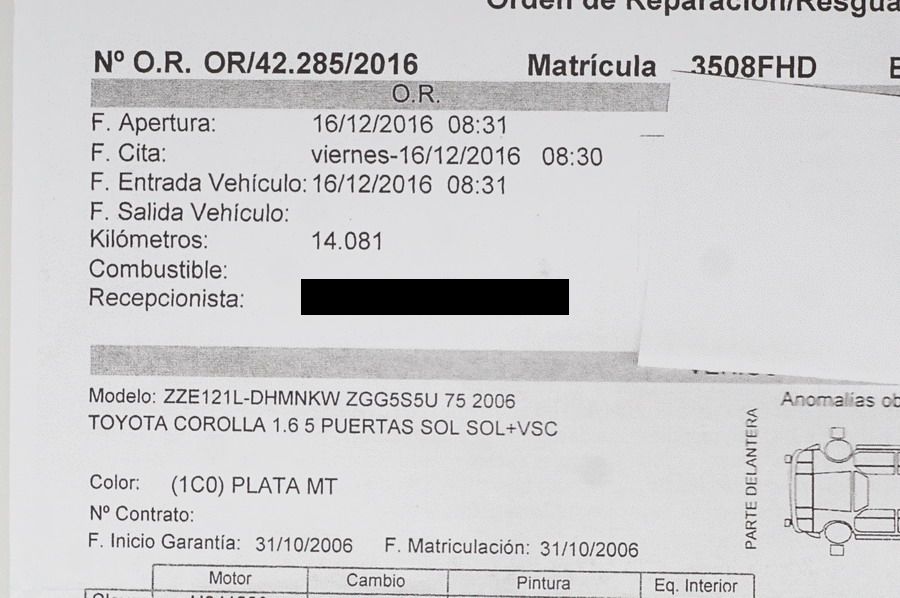 Orden de Reparación/Resgua
Nº O.R. OR/42.285/2016 Matrícula 3508FHD
O.R.
F. Apertura: 16/12/2016 08:31
F. Cita: viernes-16/12/2016 08:30
F. Entrada Vehículo: 16/12/2016 08:31
F. Salida Vehículo:
Kilómetros: 14.081
Combustible:
Recepcionista:
Modelo: ZZE121L-DHMNKW ZGG5S5U 75 2006
TOYOTA COROLLA 1.6 5 PUERTAS SOL SOL+VSC
Anomalías ob
PARTE DELANTERA
Color: (1C0) PLATA MT
Nº Contrato:
F. Inicio Garantía: 31/10/2006 F. Matriculación: 31/10/2006
Motor Cambio Pintura Eq. Interior